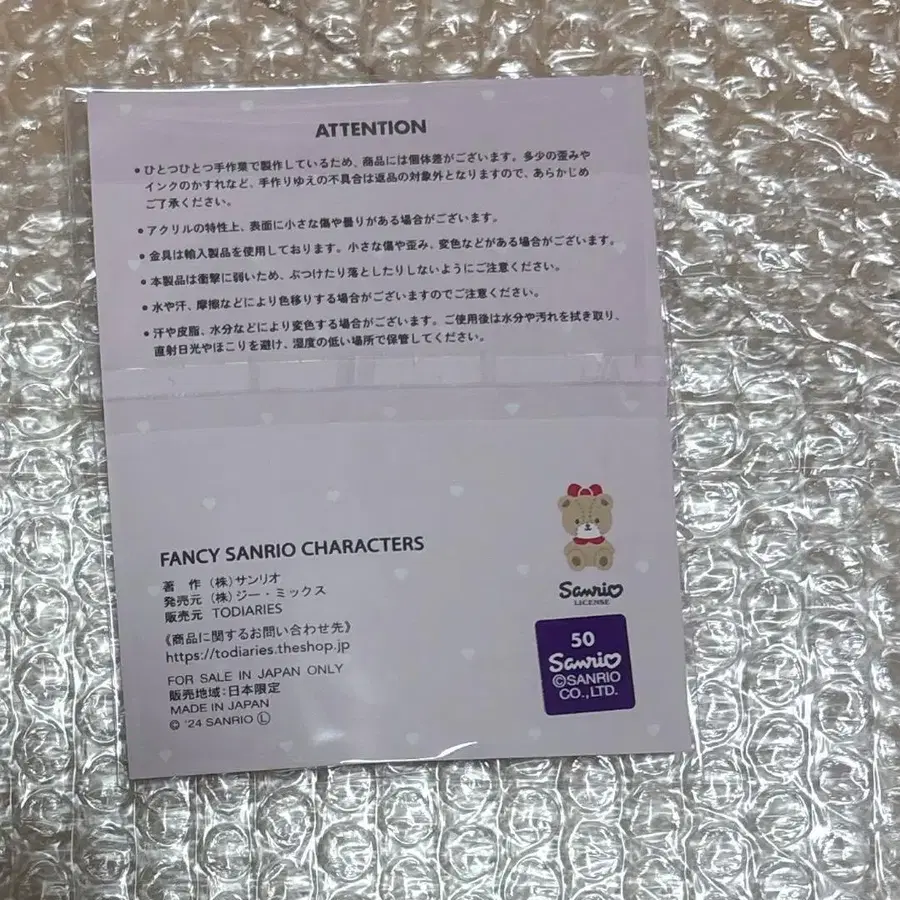 ATTENTION
• ひとつひとつ手作業で製作しているため、商品には個体差がございます。多少の歪みや
インクのかすれなど、手作りゆえの不具合は返品の対象外となりますので、あらかじめ
ご了承ください。
• アクリルの特性上、表面に小さな傷や曇りがある場合がございます。
• 金具は輸入製品を使用しております。小さな傷や歪み、変色などがある場合がございます。
• 本製品は衝撃に弱いため、ぶつけたり落としたりしないようにご注意ください。
• 水や汗、摩擦などにより色移りする場合がございますのでご注意ください。
• 汗や皮脂、水分などにより変色する場合がございます。ご使用後は水分や汚れを拭き取り、
直射日光やほこりを避け、湿度の低い場所で保管してください。
FANCY SANRIO CHARACTERS
著 作 (株)サンリオ
発売元 (株)ジー・ミックス
販売元 TODIARIES
《商品に関するお問い合わせ先》
https://todiaries.theshop.jp
FOR SALE IN JAPAN ONLY
販売地域:日本限定
MADE IN JAPAN
© '24 SANRIO Ⓛ
Sanrio
LICENSE
50
Sanrio
©SANRIO
CO.,LTD.